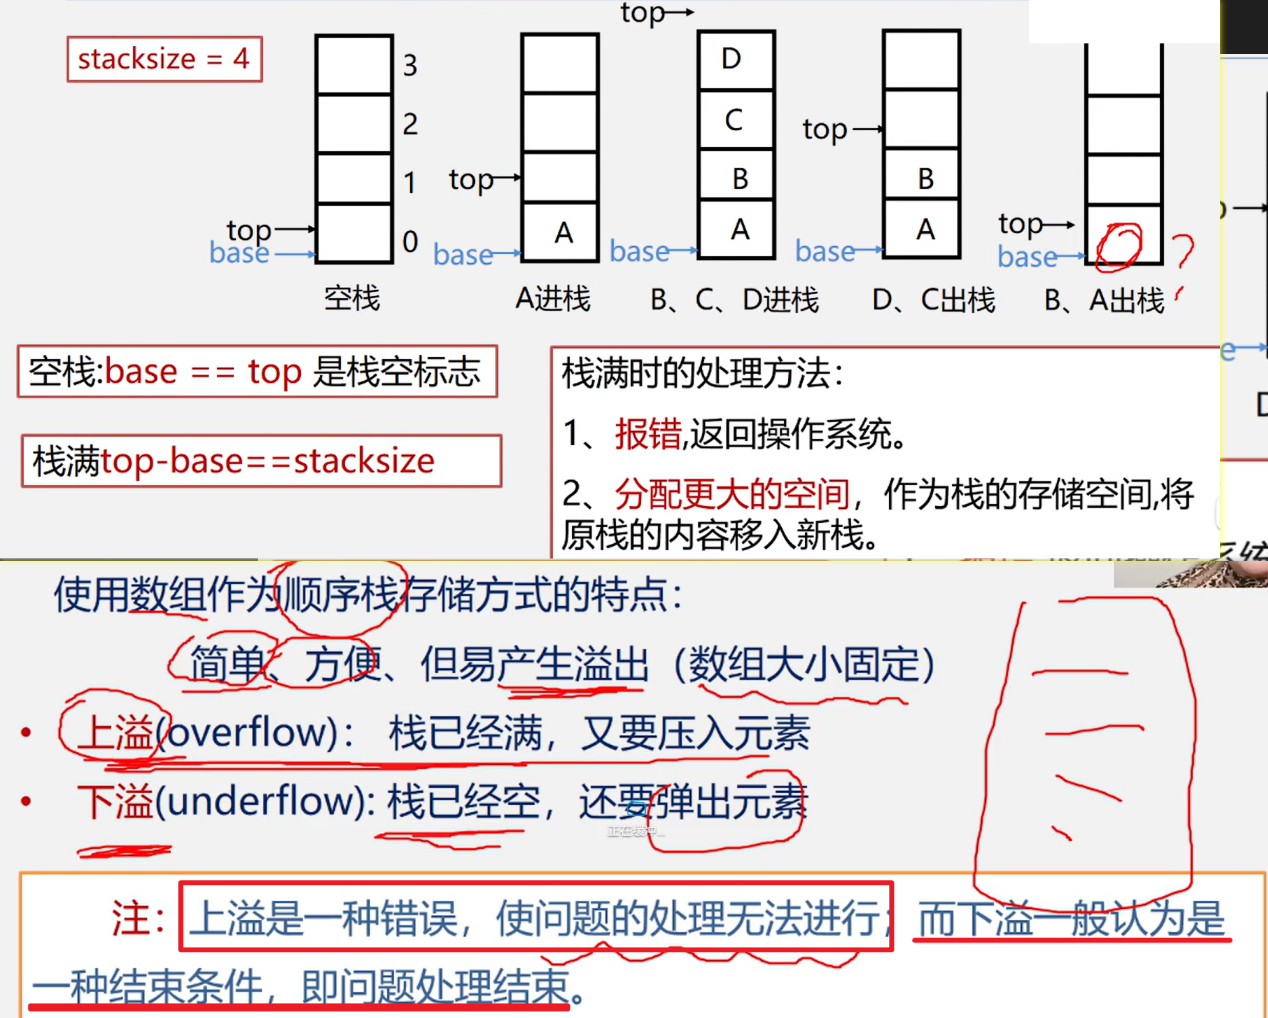 top
stacksize = 4
3
2
1
0
top
base
空栈
top
base
A
A进栈
D
C
B
A
base
B、C、D进栈
top
B
A
base
D、C出栈
top
base
B、A出栈
?
空栈:base == top 是栈空标志
栈满top-base==stacksize
栈满时的处理方法：
1、报错,返回操作系统。
2、分配更大的空间，作为栈的存储空间,将
原栈的内容移入新栈。
使用数组作为顺序栈存储方式的特点：
简单、方便、但易产生溢出（数组大小固定）
• 上溢(overflow)： 栈已经满，又要压入元素
• 下溢(underflow): 栈已经空，还要弹出元素
正在缓冲...
注：上溢是一种错误，使问题的处理无法进行；而下溢一般认为是
一种结束条件，即问题处理结束。